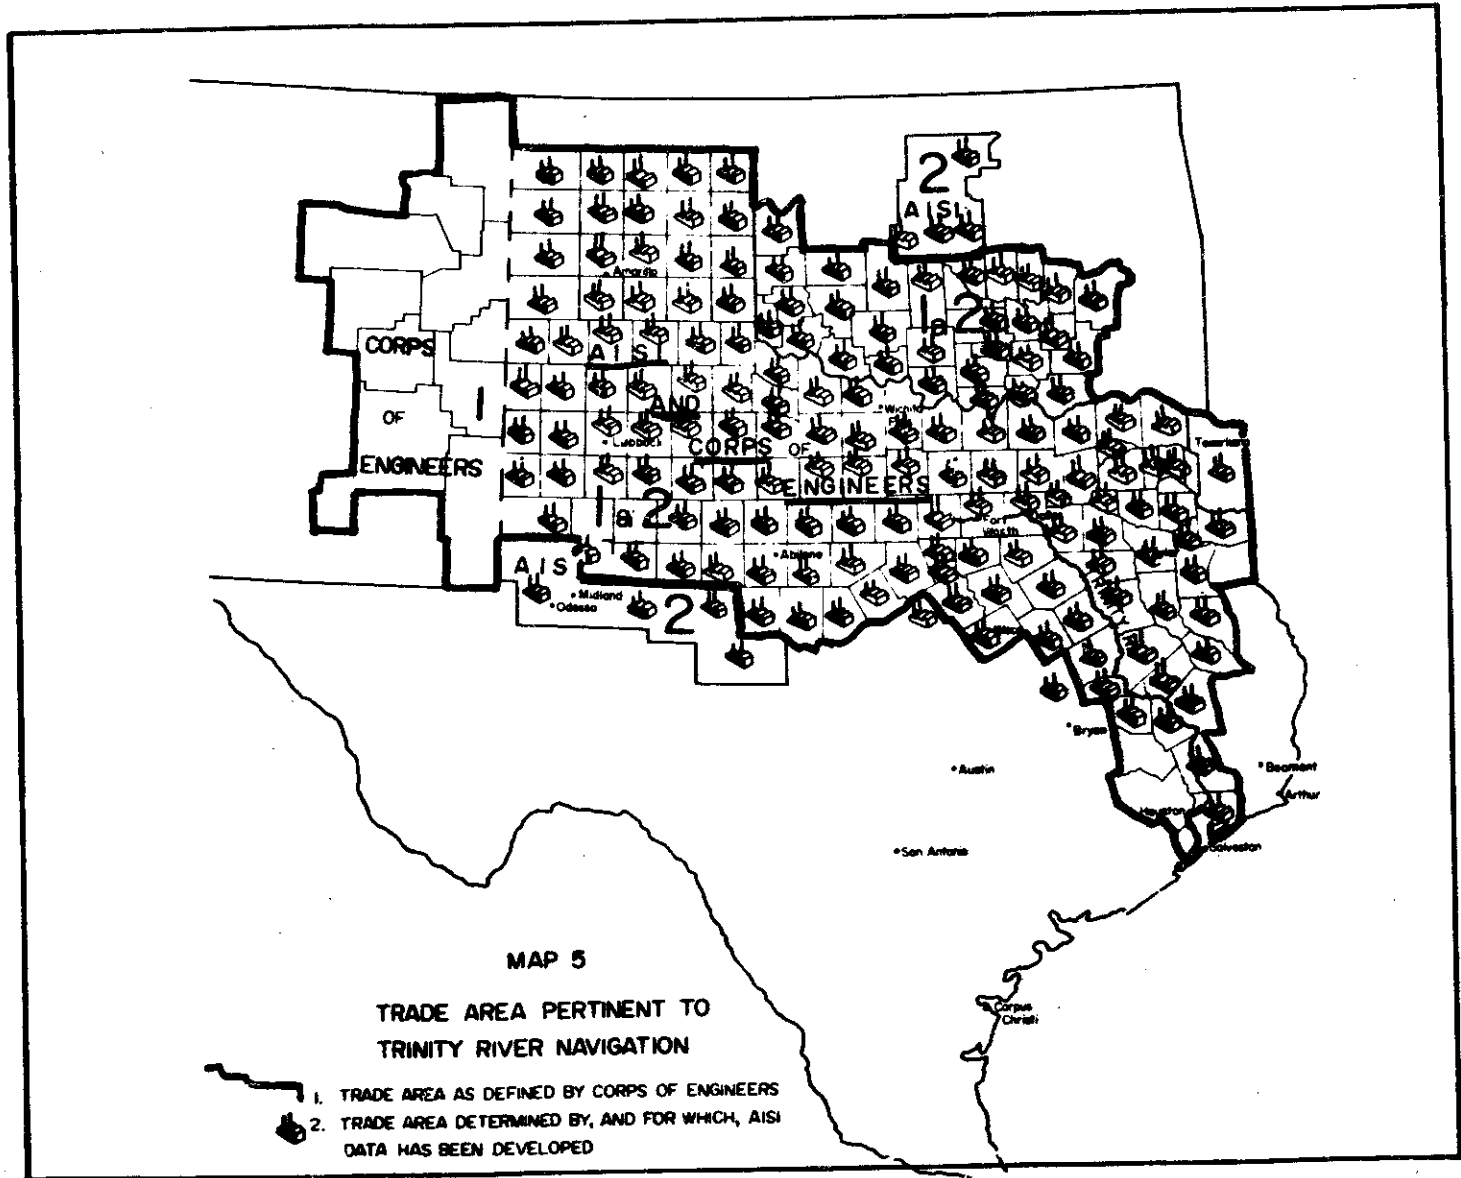 2
AISI
Amarillo
1 & 2
CORPS
AISI
AND
1
OF
Wichita
Lubbock
CORPS OF
Texarkana
ENGINEERS
ENGINEERS
1 & 2
Fort
Worth
Abilene
AIS
Midland
Odessa
2
Bryan
Austin
Beamont
Arthur
Houston
San Antonio
Galveston
MAP 5
TRADE AREA PERTINENT TO
TRINITY RIVER NAVIGATION
Corpus
Christi
1. TRADE AREA AS DEFINED BY CORPS OF ENGINEERS
2. TRADE AREA DETERMINED BY, AND FOR WHICH, AISI
DATA HAS BEEN DEVELOPED